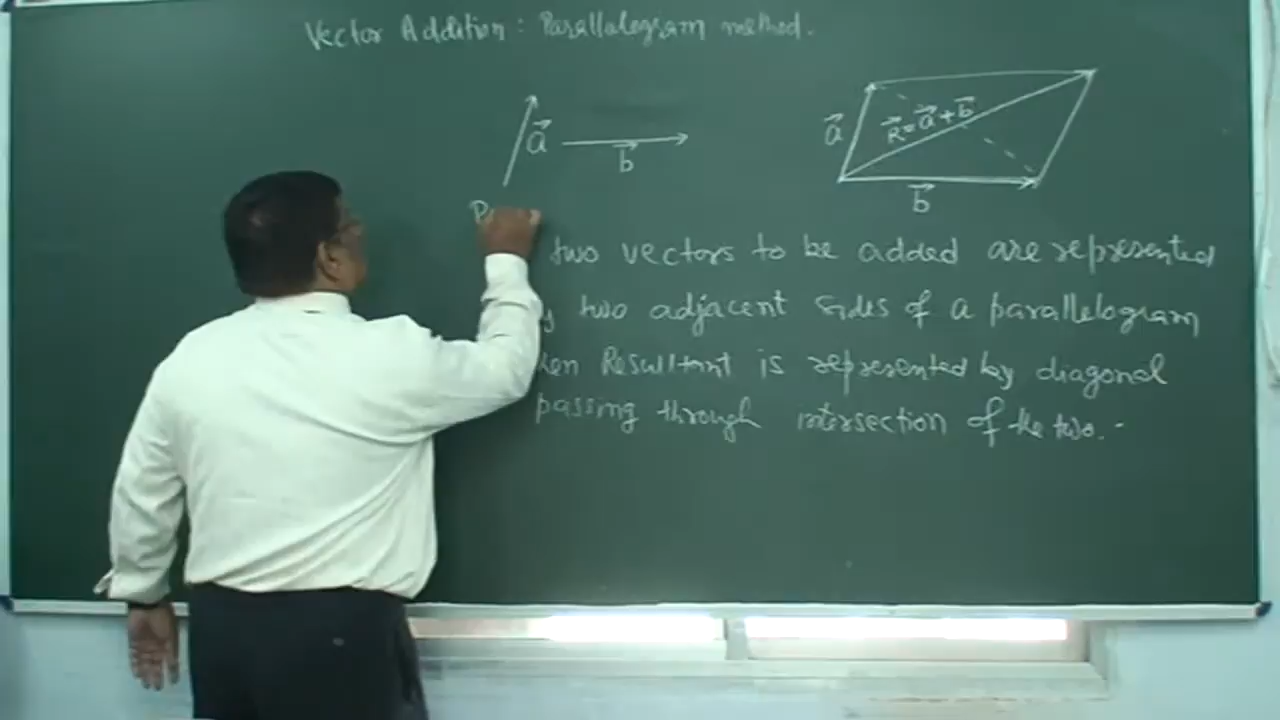 Vector Addition : Parallalogram method.
a⃗
b⃗
a⃗
R⃗=a⃗+b⃗
b⃗
two vectors to be added are represented
two adjacent sides of a parallelogram
Resultant is represented by diagonal
passing through intersection of the two.